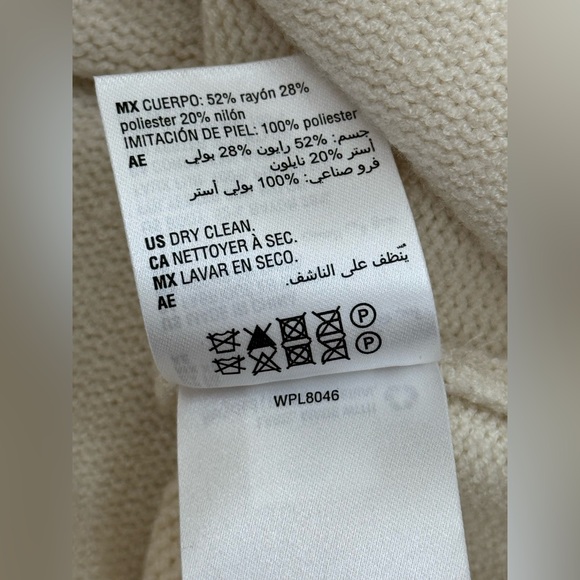 MX CUERPO: 52% rayón 28%
poliester 20% nilón
IMITACIÓN DE PIEL: 100% poliester
AE
جسم: 52% رايون 28% بولي
أستر 20% نايلون
فرو صناعي: 100% بولي أستر
US DRY CLEAN.
CA NETTOYER À SEC.
MX LAVAR EN SECO.
AE يُنظف على الناشف.
P
P
WPL8046